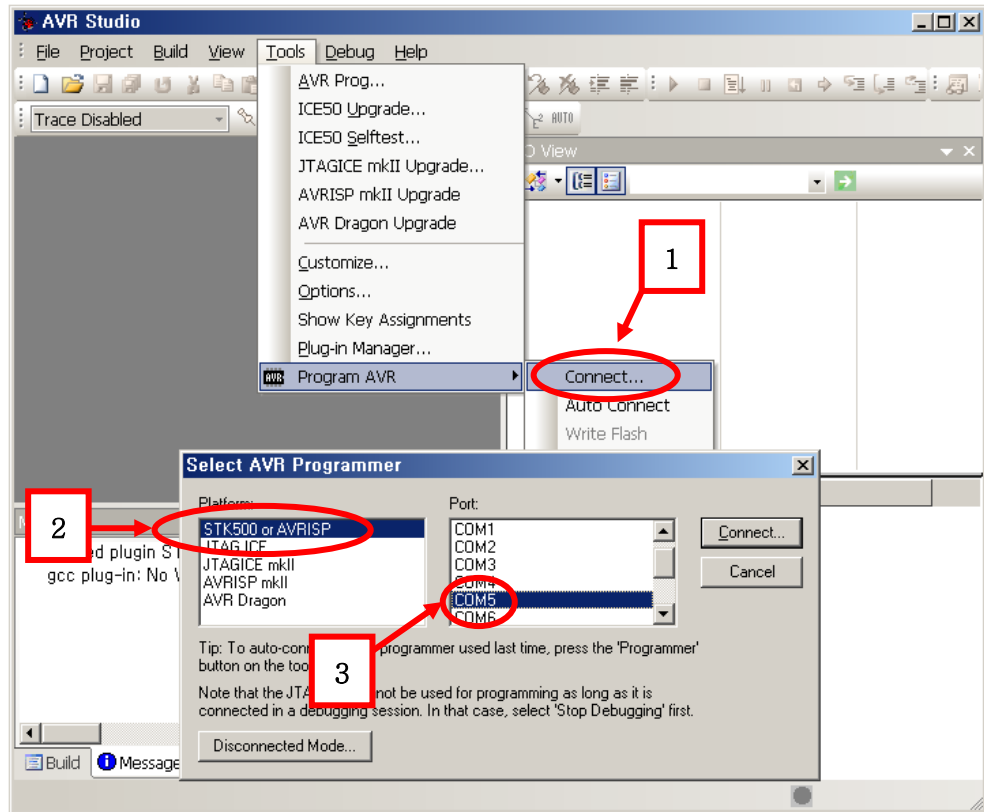 AVR Studio
File Project Build View Tools Debug Help
AVR Prog...
ICE50 Upgrade...
Trace Disabled
AUTO
ICE50 Selftest...
JTAGICE mkII Upgrade...
AVRISP mkII Upgrade
AVR Dragon Upgrade
View
Customize...
Options...
Show Key Assignments
Plug-in Manager...
Program AVR
1
Connect...
Auto Connect
Write Flash
Select AVR Programmer
Platform:
Port:
2
STK500 or AVRISP
JTAG ICE
JTAGICE mkII
AVRISP mkII
AVR Dragon
COM1
COM2
COM3
COM4
COM5
COM6
Connect...
Cancel
ed plugin ST
gcc plug-in: No
3
Tip: To auto-con programmer used last time, press the 'Programmer'
button on the too
Note that the JTA not be used for programming as long as it is
connected in a debugging session. In that case, select 'Stop Debugging' first.
Disconnected Mode...
Build Message